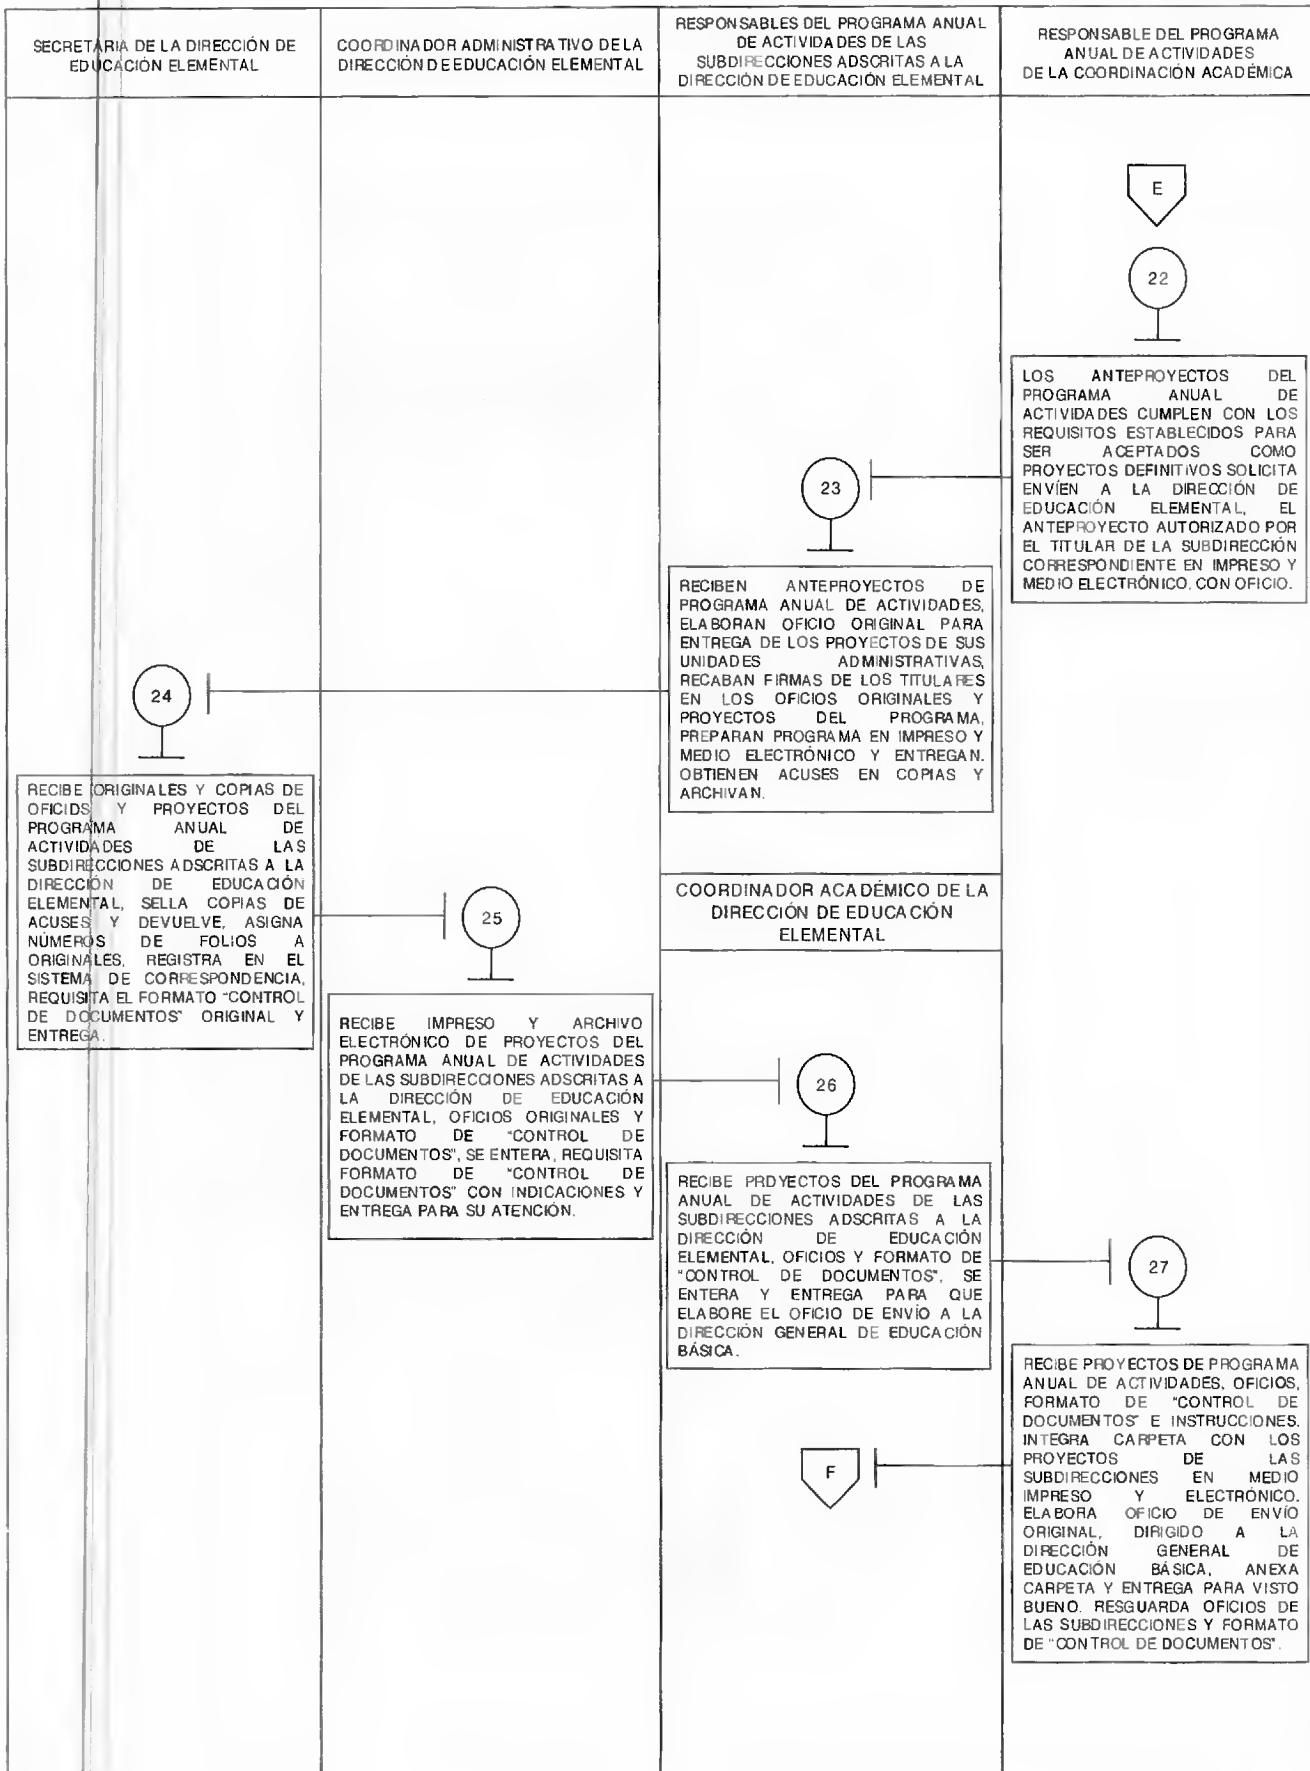 SECRETARIA DE LA DIRECCIÓN DE
EDUCACIÓN ELEMENTAL
COORDINADOR ADMINISTRATIVO DE LA
DIRECCIÓN DE EDUCACIÓN ELEMENTAL
RESPONSABLES DEL PROGRAMA ANUAL
DE ACTIVIDADES DE LAS
SUBDIRECCIONES ADSCRITAS A LA
DIRECCIÓN DE EDUCACIÓN ELEMENTAL
RESPONSABLE DEL PROGRAMA
ANUAL DE ACTIVIDADES
DE LA COORDINACIÓN ACADÉMICA
E
22
LOS ANTEPROYECTOS DEL
PROGRAMA ANUAL DE
ACTIVIDADES CUMPLEN CON LOS
REQUISITOS ESTABLECIDOS PARA
SER ACEPTADOS COMO
PROYECTOS DEFINITIVOS SOLICITA
ENVÍEN A LA DIRECCIÓN DE
EDUCACIÓN ELEMENTAL, EL
ANTEPROYECTO AUTORIZADO POR
EL TITULAR DE LA SUBDIRECCIÓN
CORRESPONDIENTE EN IMPRESO Y
MEDIO ELECTRÓNICO, CON OFICIO.
23
RECIBEN ANTEPROYECTOS DE
PROGRAMA ANUAL DE ACTIVIDADES,
ELABORAN OFICIO ORIGINAL PARA
ENTREGA DE LOS PROYECTOS DE SUS
UNIDADES ADMINISTRATIVAS,
RECABAN FIRMAS DE LOS TITULARES
EN LOS OFICIOS ORIGINALES Y
PROYECTOS DEL PROGRAMA,
PREPARAN PROGRAMA EN IMPRESO Y
MEDIO ELECTRÓNICO Y ENTREGAN.
OBTIENEN ACUSES EN COPIAS Y
ARCHIVAN.
24
RECIBE ORIGINALES Y COPIAS DE
OFICIDS Y PROYECTOS DEL
PROGRAMA ANUAL DE
ACTIVIDADES DE LAS
SUBDIRECCIONES ADSCRITAS A LA
DIRECCIÓN DE EDUCACIÓN
ELEMENTAL, SELLA COPIAS DE
ACUSES Y DEVUELVE, ASIGNA
NÚMEROS DE FOLIOS A
ORIGINALES, REGISTRA EN EL
SISTEMA DE CORRESPONDENCIA,
REQUISITA EL FORMATO "CONTROL
DE DOCUMENTOS" ORIGINAL Y
ENTREGA.
25
RECIBE IMPRESO Y ARCHIVO
ELECTRÓNICO DE PROYECTOS DEL
PROGRAMA ANUAL DE ACTIVIDADES
DE LAS SUBDIRECCIONES ADSCRITAS A
LA DIRECCIÓN DE EDUCACIÓN
ELEMENTAL, OFICIOS ORIGINALES Y
FORMATO DE "CONTROL DE
DOCUMENTOS", SE ENTERA, REQUISITA
FORMATO DE "CONTROL DE
DOCUMENTOS" CON INDICACIONES Y
ENTREGA PARA SU ATENCIÓN.
COORDINADOR ACADÉMICO DE LA
DIRECCIÓN DE EDUCACIÓN
ELEMENTAL
26
RECIBE PRDYECTOS DEL PROGRAMA
ANUAL DE ACTIVIDADES DE LAS
SUBDIRECCIONES ADSCRITAS A LA
DIRECCIÓN DE EDUCACIÓN
ELEMENTAL, OFICIOS Y FORMATO DE
"CONTROL DE DOCUMENTOS", SE
ENTERA Y ENTREGA PARA QUE
ELABORE EL OFICIO DE ENVÍO A LA
DIRECCIÓN GENERAL DE EDUCACIÓN
BÁSICA.
27
RECIBE PROYECTOS DE PROGRAMA
ANUAL DE ACTIVIDADES, OFICIOS,
FORMATO DE "CONTROL DE
DOCUMENTOS" E INSTRUCCIONES.
INTEGRA CARPETA CON LOS
PROYECTOS DE LAS
SUBDIRECCIONES EN MEDIO
IMPRESO Y ELECTRÓNICO.
ELABORA OFICIO DE ENVÍO
ORIGINAL, DIRIGIDO A LA
DIRECCIÓN GENERAL DE
EDUCACIÓN BÁSICA, ANEXA
CARPETA Y ENTREGA PARA VISTO
BUENO. RESGUARDA OFICIOS DE
LAS SUBDIRECCIONES Y FORMATO
DE "CONTROL DE DOCUMENTOS".
F